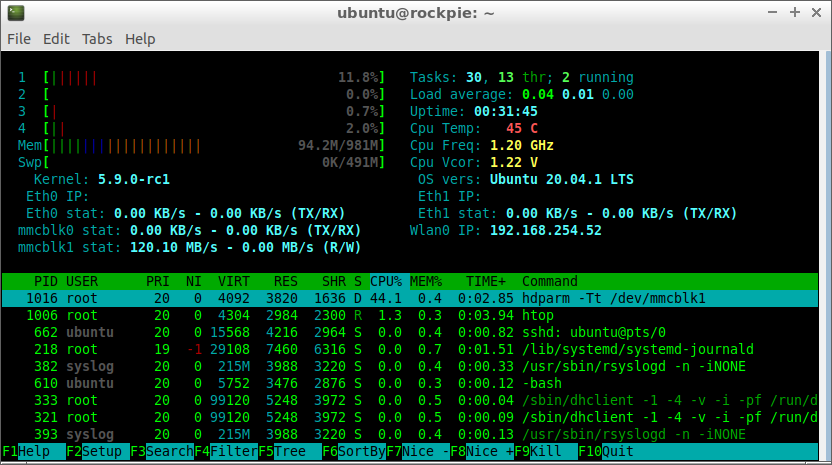 ubuntu@rockpie: ~
File Edit Tabs Help
1 [|||||| 11.8%] Tasks: 30, 13 thr; 2 running
2 [ 0.0%] Load average: 0.04 0.01 0.00
3 [| 0.7%] Uptime: 00:31:45
4 [|| 2.0%] Cpu Temp: 45 C
Mem[||||||||||||||||||| 94.2M/981M] Cpu Freq: 1.20 GHz
Swp[ 0K/491M] Cpu Vcor: 1.22 V
Kernel: 5.9.0-rc1 OS vers: Ubuntu 20.04.1 LTS
Eth0 IP: Eth1 IP:
Eth0 stat: 0.00 KB/s - 0.00 KB/s (TX/RX) Eth1 stat: 0.00 KB/s - 0.00 KB/s (TX/RX)
mmcblk0 stat: 0.00 KB/s - 0.00 KB/s (TX/RX) Wlan0 IP: 192.168.254.52
mmcblk1 stat: 120.10 MB/s - 0.00 MB/s (R/W)
PID USER PRI NI VIRT RES SHR S CPU% MEM% TIME+ Command
1016 root 20 0 4092 3820 1636 D 44.1 0.4 0:02.85 hdparm -Tt /dev/mmcblk1
1006 root 20 0 4304 2984 2300 R 1.3 0.3 0:03.94 htop
662 ubuntu 20 0 15568 4216 2964 S 0.0 0.4 0:00.82 sshd: ubuntu@pts/0
218 root 19 -1 29108 7460 6316 S 0.0 0.7 0:01.51 /lib/systemd/systemd-journald
382 syslog 20 0 215M 3988 3220 S 0.0 0.4 0:00.33 /usr/sbin/rsyslogd -n -iNONE
610 ubuntu 20 0 5752 3476 2876 S 0.0 0.3 0:00.12 -bash
333 root 20 0 99120 5248 3972 S 0.0 0.5 0:00.04 /sbin/dhclient -1 -4 -v -i -pf /run/d
321 root 20 0 99120 5248 3972 S 0.0 0.5 0:00.09 /sbin/dhclient -1 -4 -v -i -pf /run/d
393 syslog 20 0 215M 3988 3220 S 0.0 0.4 0:00.13 /usr/sbin/rsyslogd -n -iNONE
F1Help F2Setup F3SearchF4FilterF5Tree F6SortByF7Nice -F8Nice +F9Kill F10Quit